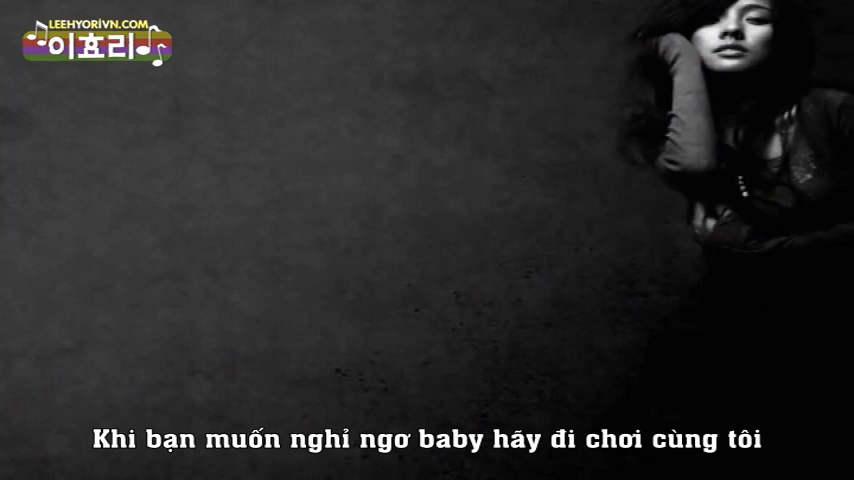 LEEHYORiVN.COM
이효리
Khi bạn muốn nghỉ ngơ baby hãy đi chơi cùng tôi